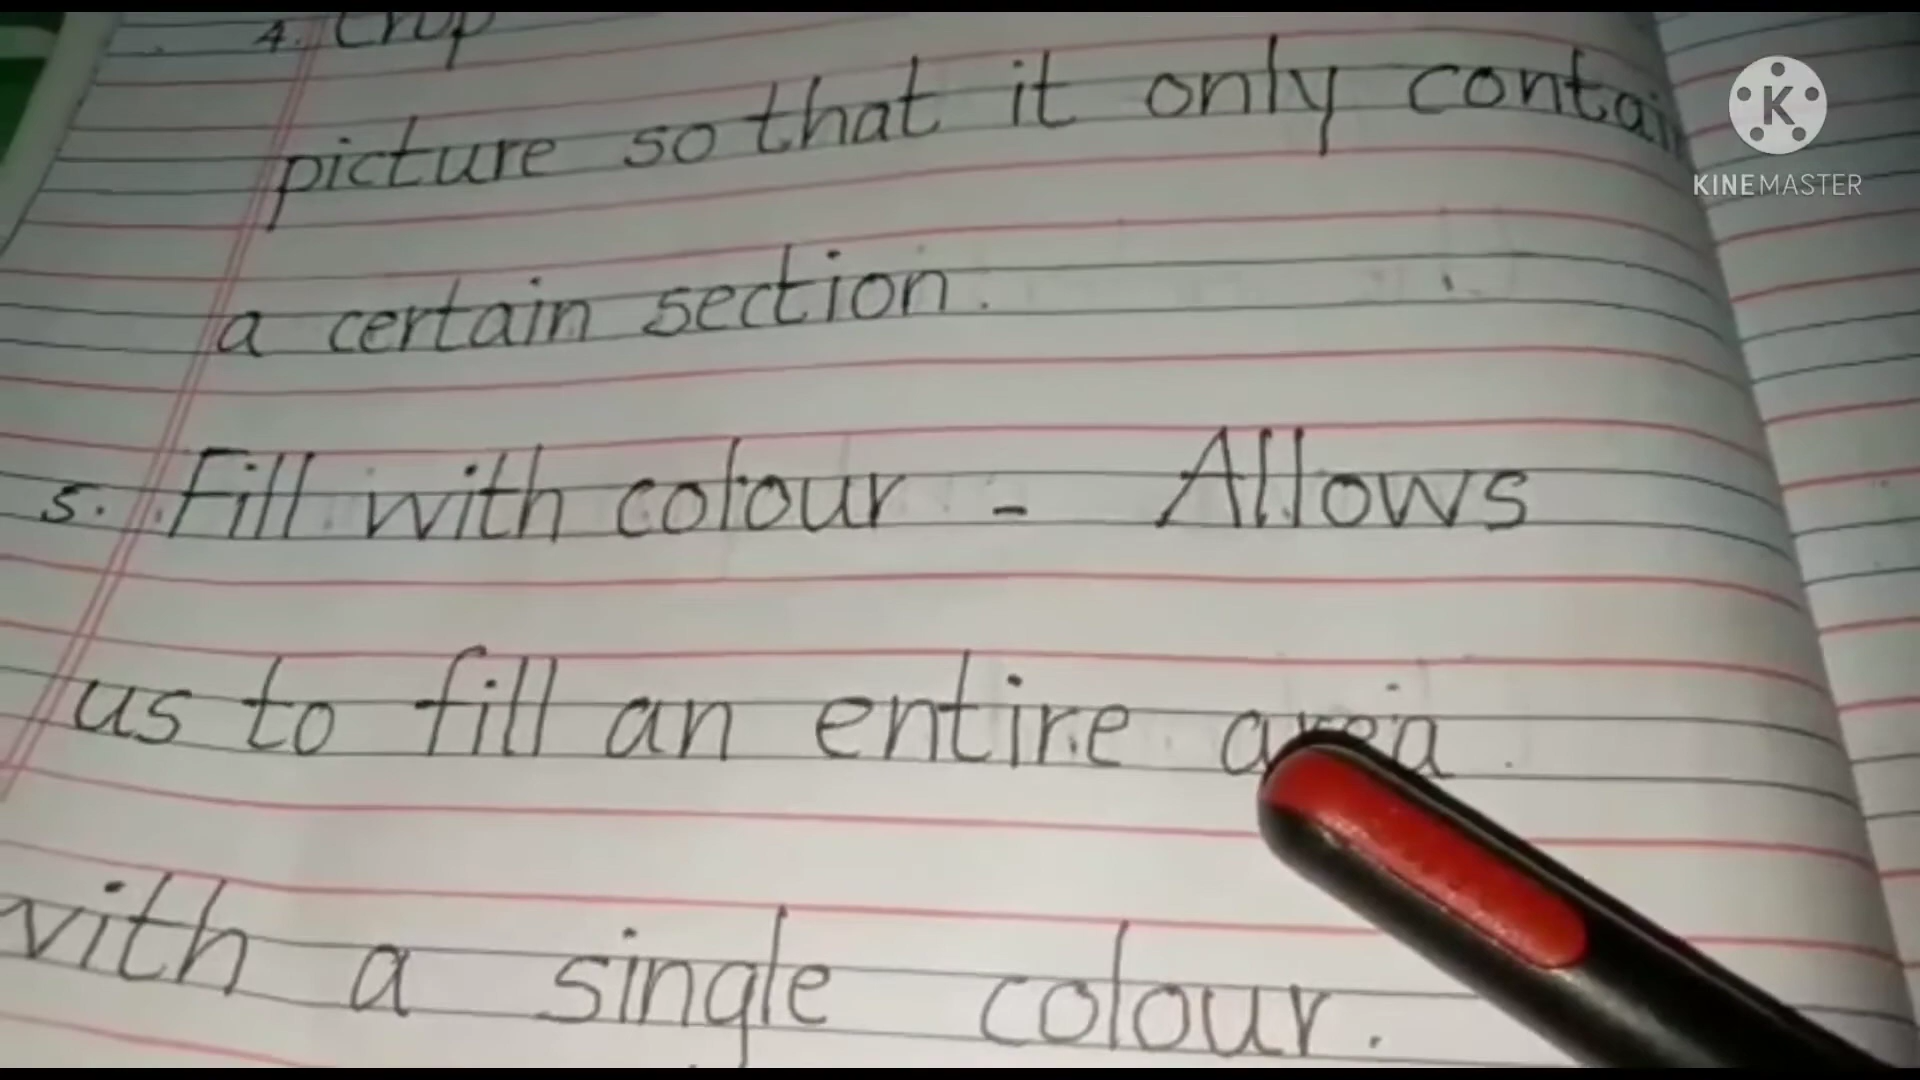 4. Crop
picture so that it only contai
a certain section.
5. Fill with colour - Allows
us to fill an entire area
with a single colour.
KINEMASTER